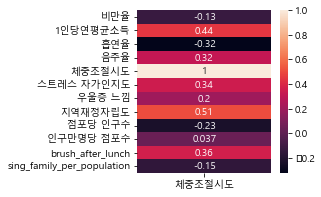 비만율
1인당연평균소득
흡연율
음주율
체중조절시도
스트레스 자가인지도
우울증 느낌
지역재정자립도
점포당 인구수
인구만명당 점포수
brush_after_lunch
sing_family_per_population
-0.13
0.44
-0.32
0.32
1
0.34
0.2
0.51
-0.23
0.037
0.36
-0.15
체중조절시도
1.0
0.8
0.6
0.4
0.2
0.0
□0.2